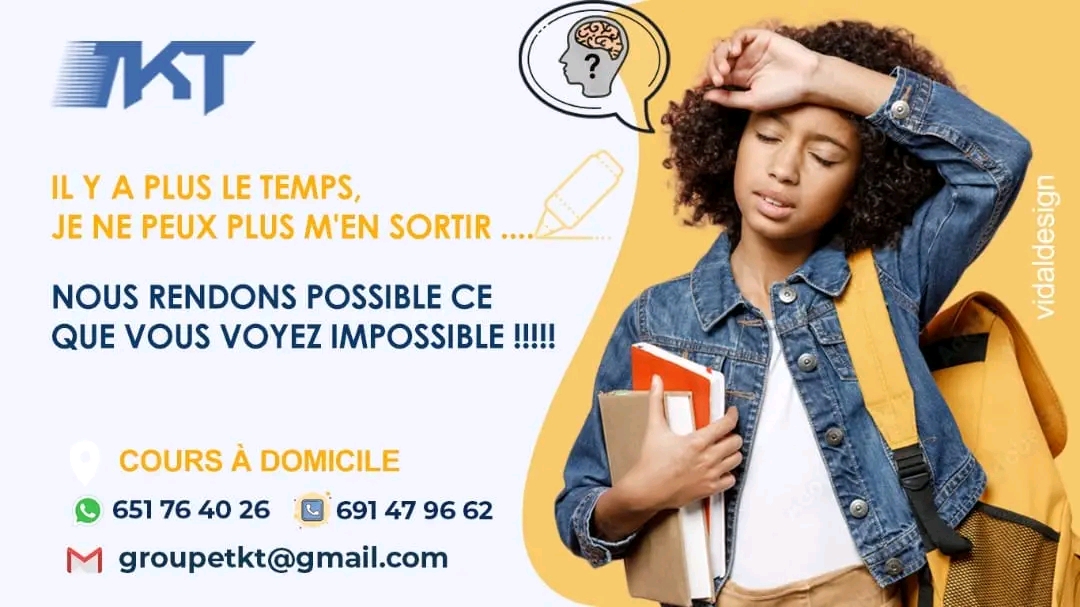 TKT
IL Y A PLUS LE TEMPS,
JE NE PEUX PLUS M'EN SORTIR ....
NOUS RENDONS POSSIBLE CE
QUE VOUS VOYEZ IMPOSSIBLE !!!!!
COURS À DOMICILE
651 76 40 26 691 47 96 62
groupetkt@gmail.com
?
vidaldesign